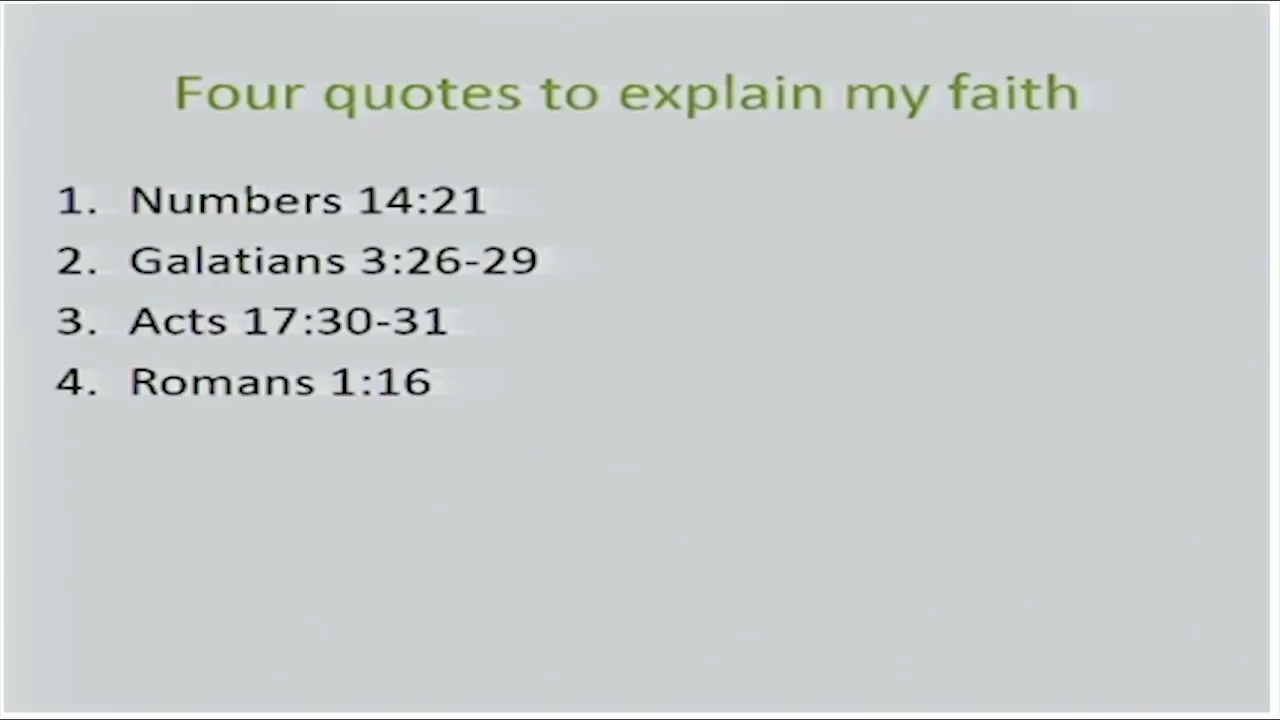 Four quotes to explain my faith
1. Numbers 14:21
2. Galatians 3:26-29
3. Acts 17:30-31
4. Romans 1:16